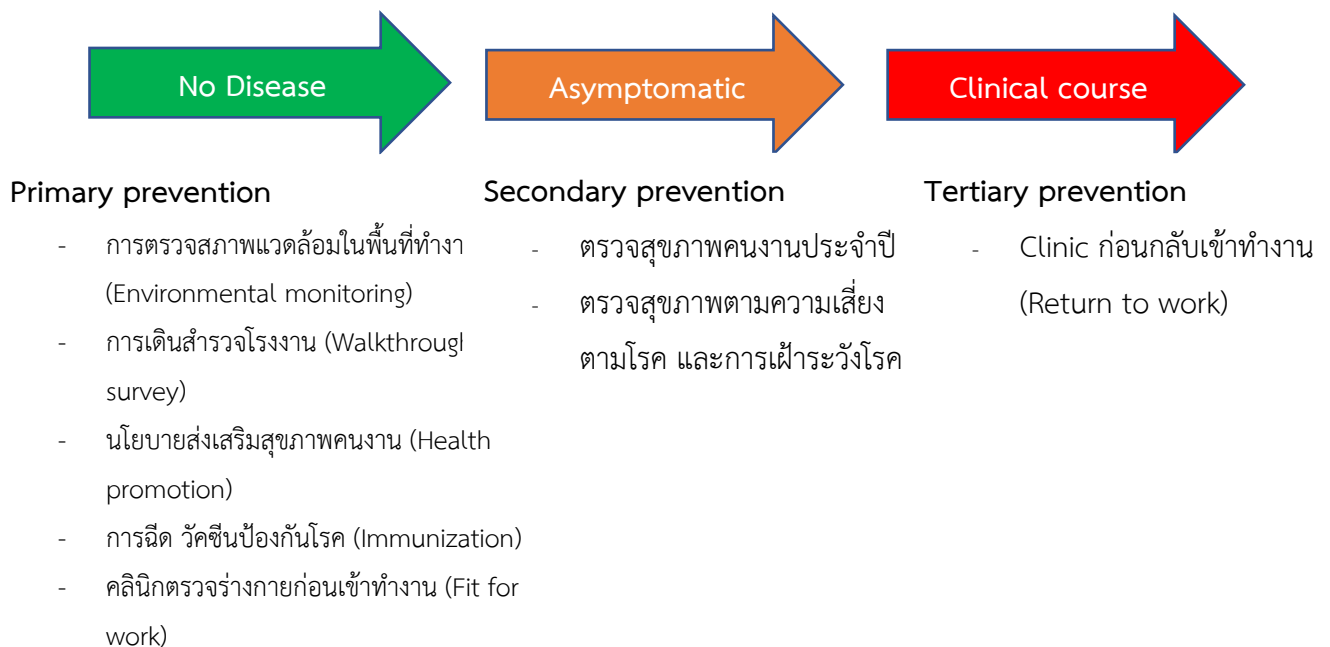 No Disease
Asymptomatic
Clinical course
Primary prevention
- การตรวจสภาพแวดล้อมในพื้นที่ทำงา
(Environmental monitoring)
- การเดินสำรวจโรงงาน (Walkthrough
survey)
- นโยบายส่งเสริมสุขภาพคนงาน (Health
promotion)
- การฉีด วัคซีนป้องกันโรค (Immunization)
- คลินิกตรวจร่างกายก่อนเข้าทำงาน (Fit for
work)
Secondary prevention
- ตรวจสุขภาพคนงานประจำปี
- ตรวจสุขภาพตามความเสี่ยง
ตามโรค และการเฝ้าระวังโรค
Tertiary prevention
- Clinic ก่อนกลับเข้าทำงาน
(Return to work)